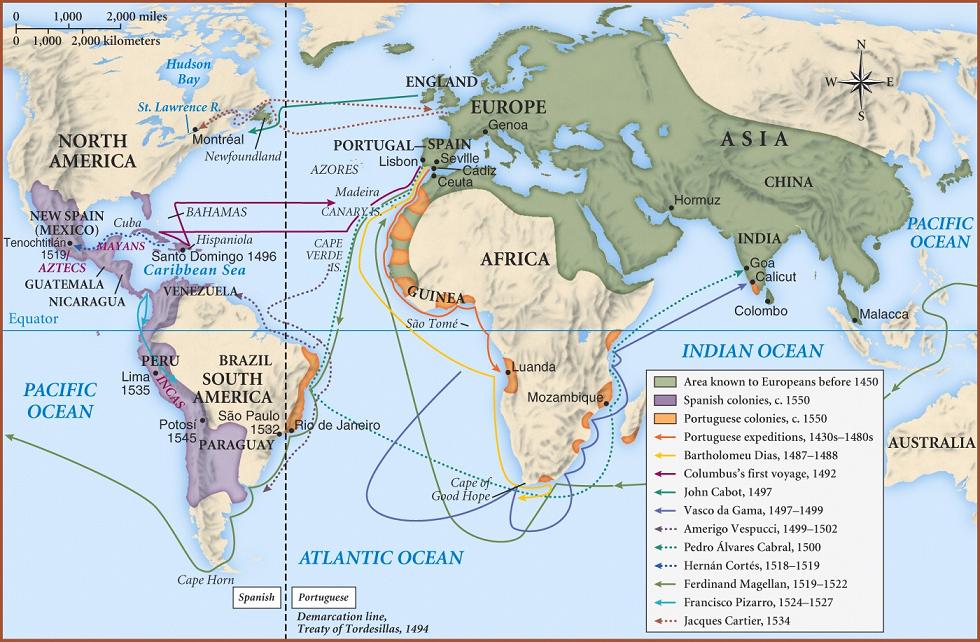 0 1,000 2,000 miles
0 1,000 2,000 kilometers
Hudson
Bay
St. Lawrence R.
Montréal
Newfoundland
NORTH
AMERICA
ENGLAND
EUROPE
Genoa
PORTUGAL
SPAIN
Lisbon
Seville
Cádiz
Ceuta
AZORES
Madeira
CANARY IS.
CAPE
VERDE
IS.
ASIA
CHINA
Hormuz
INDIA
Goa
Calicut
Colombo
Malacca
PACIFIC
OCEAN
N
W E
S
NEW SPAIN
(MEXICO)
Tenochtitlán
1519/
AZTECS
MAYANS
Cuba
BAHAMAS
Hispaniola
Santo Domingo 1496
Caribbean Sea
GUATEMALA
NICARAGUA
VENEZUELA
Equator
AFRICA
GUINEA
São Tomé
Luanda
Mozambique
Cape of
Good Hope
INDIAN OCEAN
AUSTRALIA
PERU
Lima
1535
INCAS
BRAZIL
SOUTH
AMERICA
São Paulo
1532
Rio de Janeiro
Potosí
1545
PARAGUAY
PACIFIC
OCEAN
Cape Horn
ATLANTIC OCEAN
Spanish
Portuguese
Demarcation line,
Treaty of Tordesillas, 1494
Area known to Europeans before 1450
Spanish colonies, c. 1550
Portuguese colonies, c. 1550
Portuguese expeditions, 1430s–1480s
Bartholomeu Dias, 1487–1488
Columbus's first voyage, 1492
John Cabot, 1497
Vasco da Gama, 1497–1499
Amerigo Vespucci, 1499–1502
Pedro Álvares Cabral, 1500
Hernán Cortés, 1518–1519
Ferdinand Magellan, 1519–1522
Francisco Pizarro, 1524–1527
Jacques Cartier, 1534